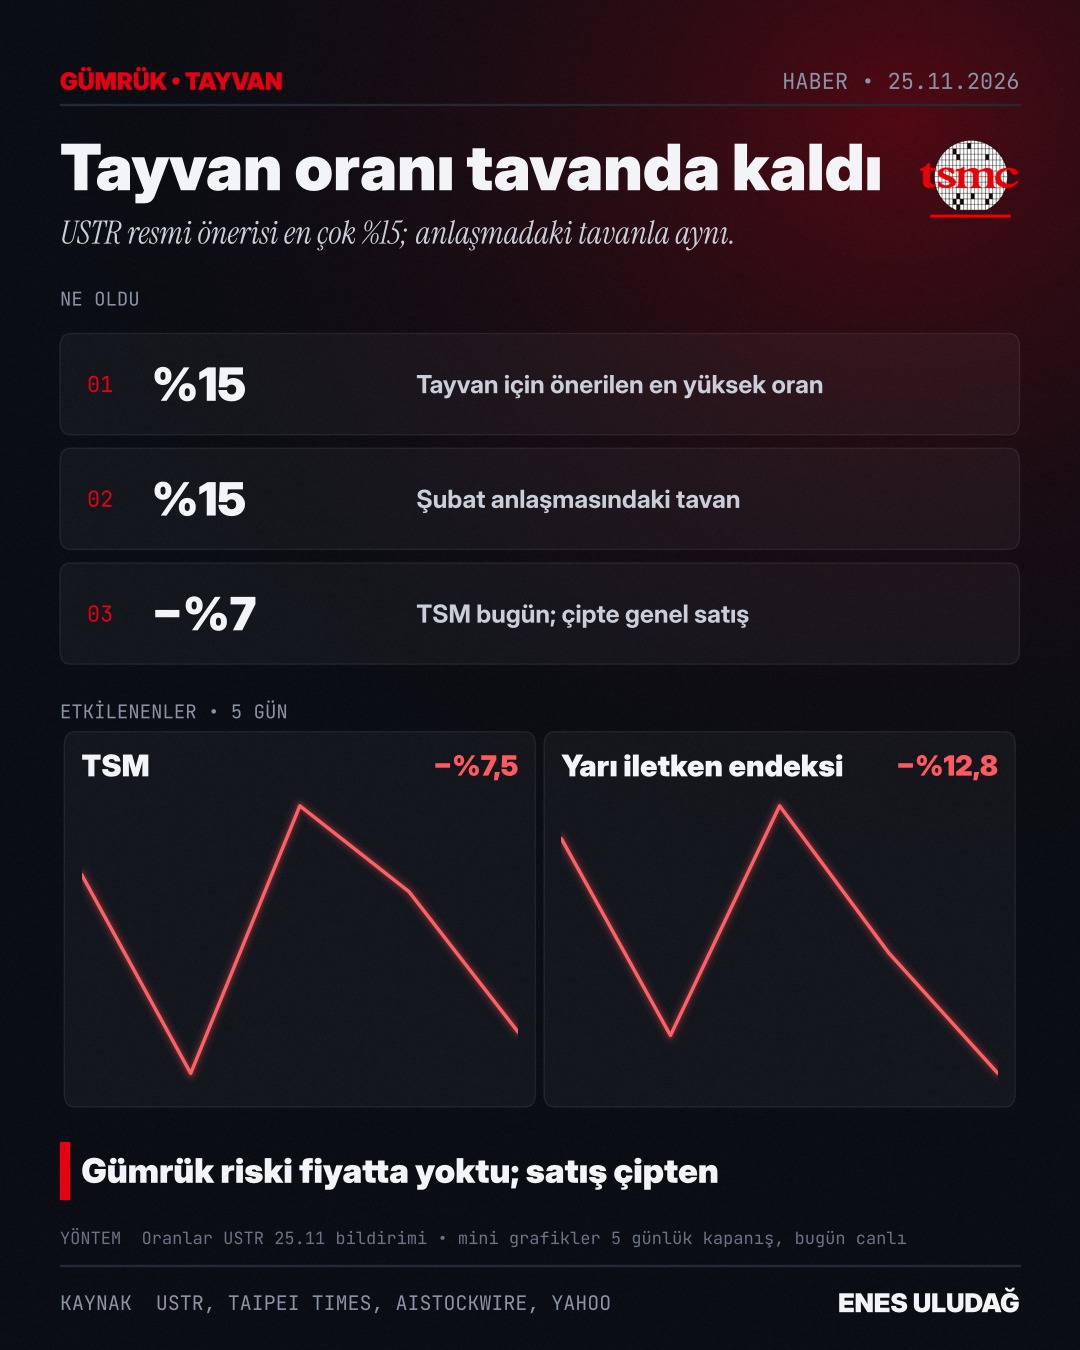 GÜMRÜK • TAYVAN
HABER • 25.11.2026
Tayvan oranı tavanda kaldı
tsmc
USTR resmi önerisi en çok %15; anlaşmadaki tavanla aynı.
NE OLDU
01 %15 Tayvan için önerilen en yüksek oran
02 %15 Şubat anlaşmasındaki tavan
03 −%7 TSM bugün; çipte genel satış
ETKİLENENLER • 5 GÜN
TSM −%7,5
Yarı iletken endeksi −%12,8
Gümrük riski fiyatta yoktu; satış çipten
YÖNTEM Oranlar USTR 25.11 bildirimi • mini grafikler 5 günlük kapanış, bugün canlı
KAYNAK USTR, TAIPEI TIMES, AISTOCKWIRE, YAHOO
ENES ULUDAĞ